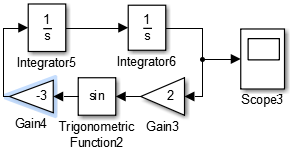 1
s
1
s
Integrator5
Integrator6
-3
sin
2
Scope3
Gain4
Trigonometric
Function2
Gain3